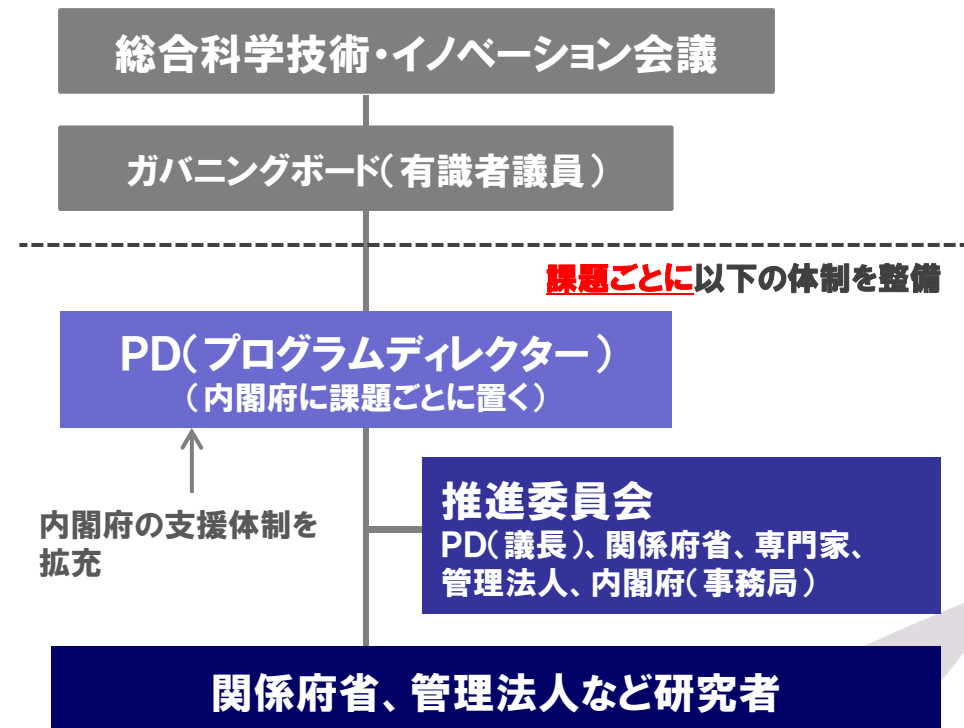 総合科学技術・イノベーション会議
ガバニングボード（有識者議員）
課題ごとに以下の体制を整備
PD（プログラムディレクター）
（内閣府に課題ごとに置く）
内閣府の支援体制を
拡充
推進委員会
PD（議長）、関係府省、専門家、
管理法人、内閣府（事務局）
関係府省、管理法人など研究者